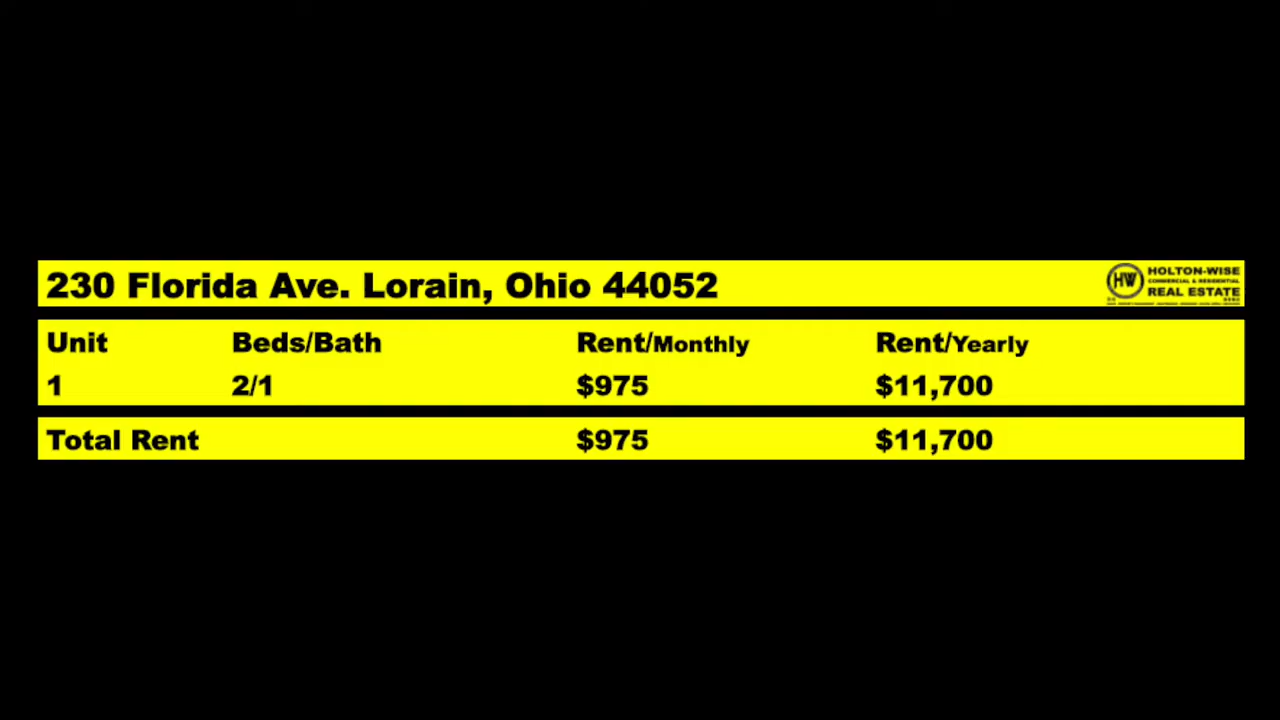 230 Florida Ave. Lorain, Ohio 44052
HOLTON-WISE
COMMERCIAL & RESIDENTIAL
REAL ESTATE
HW
Unit Beds/Bath Rent/Monthly Rent/Yearly
1 2/1 $975 $11,700
Total Rent $975 $11,700